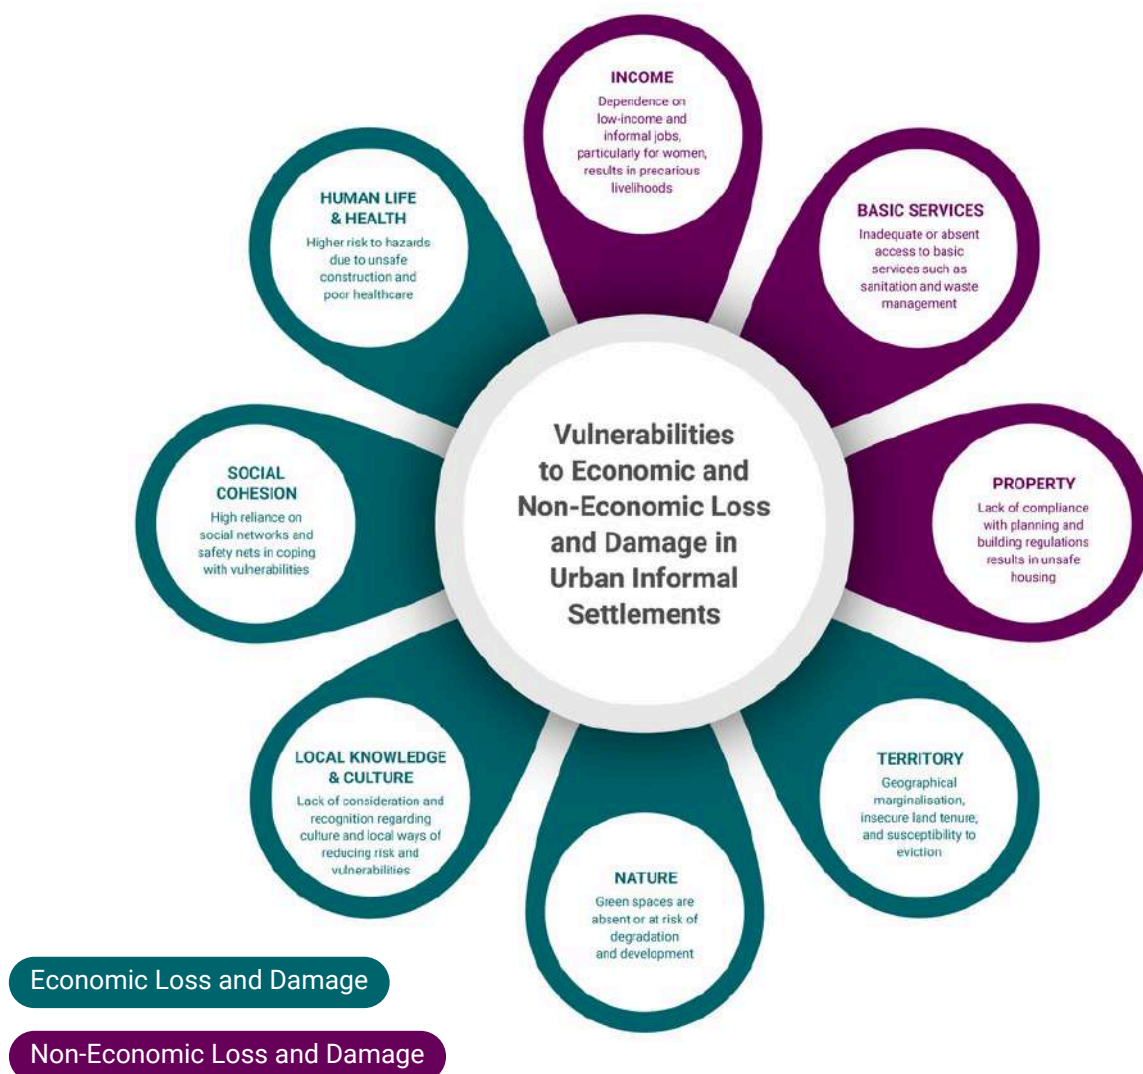 INCOME
Dependence on
low-income and
informal jobs,
particularly for women,
results in precarious
livelihoods
BASIC SERVICES
Inadequate or absent
access to basic
services such as
sanitation and waste
management
PROPERTY
Lack of compliance
with planning and
building regulations
results in unsafe
housing
TERRITORY
Geographical
marginalisation,
insecure land tenure,
and susceptibility to
eviction
NATURE
Green spaces are
absent or at risk of
degradation
and development
LOCAL KNOWLEDGE
& CULTURE
Lack of consideration and
recognition regarding
culture and local ways of
reducing risk and
vulnerabilities
SOCIAL
COHESION
High reliance on
social networks and
safety nets in coping
with vulnerabilities
HUMAN LIFE
& HEALTH
Higher risk to hazards
due to unsafe
construction and
poor healthcare
Vulnerabilities
to Economic and
Non-Economic Loss
and Damage in
Urban Informal
Settlements
Economic Loss and Damage
Non-Economic Loss and Damage